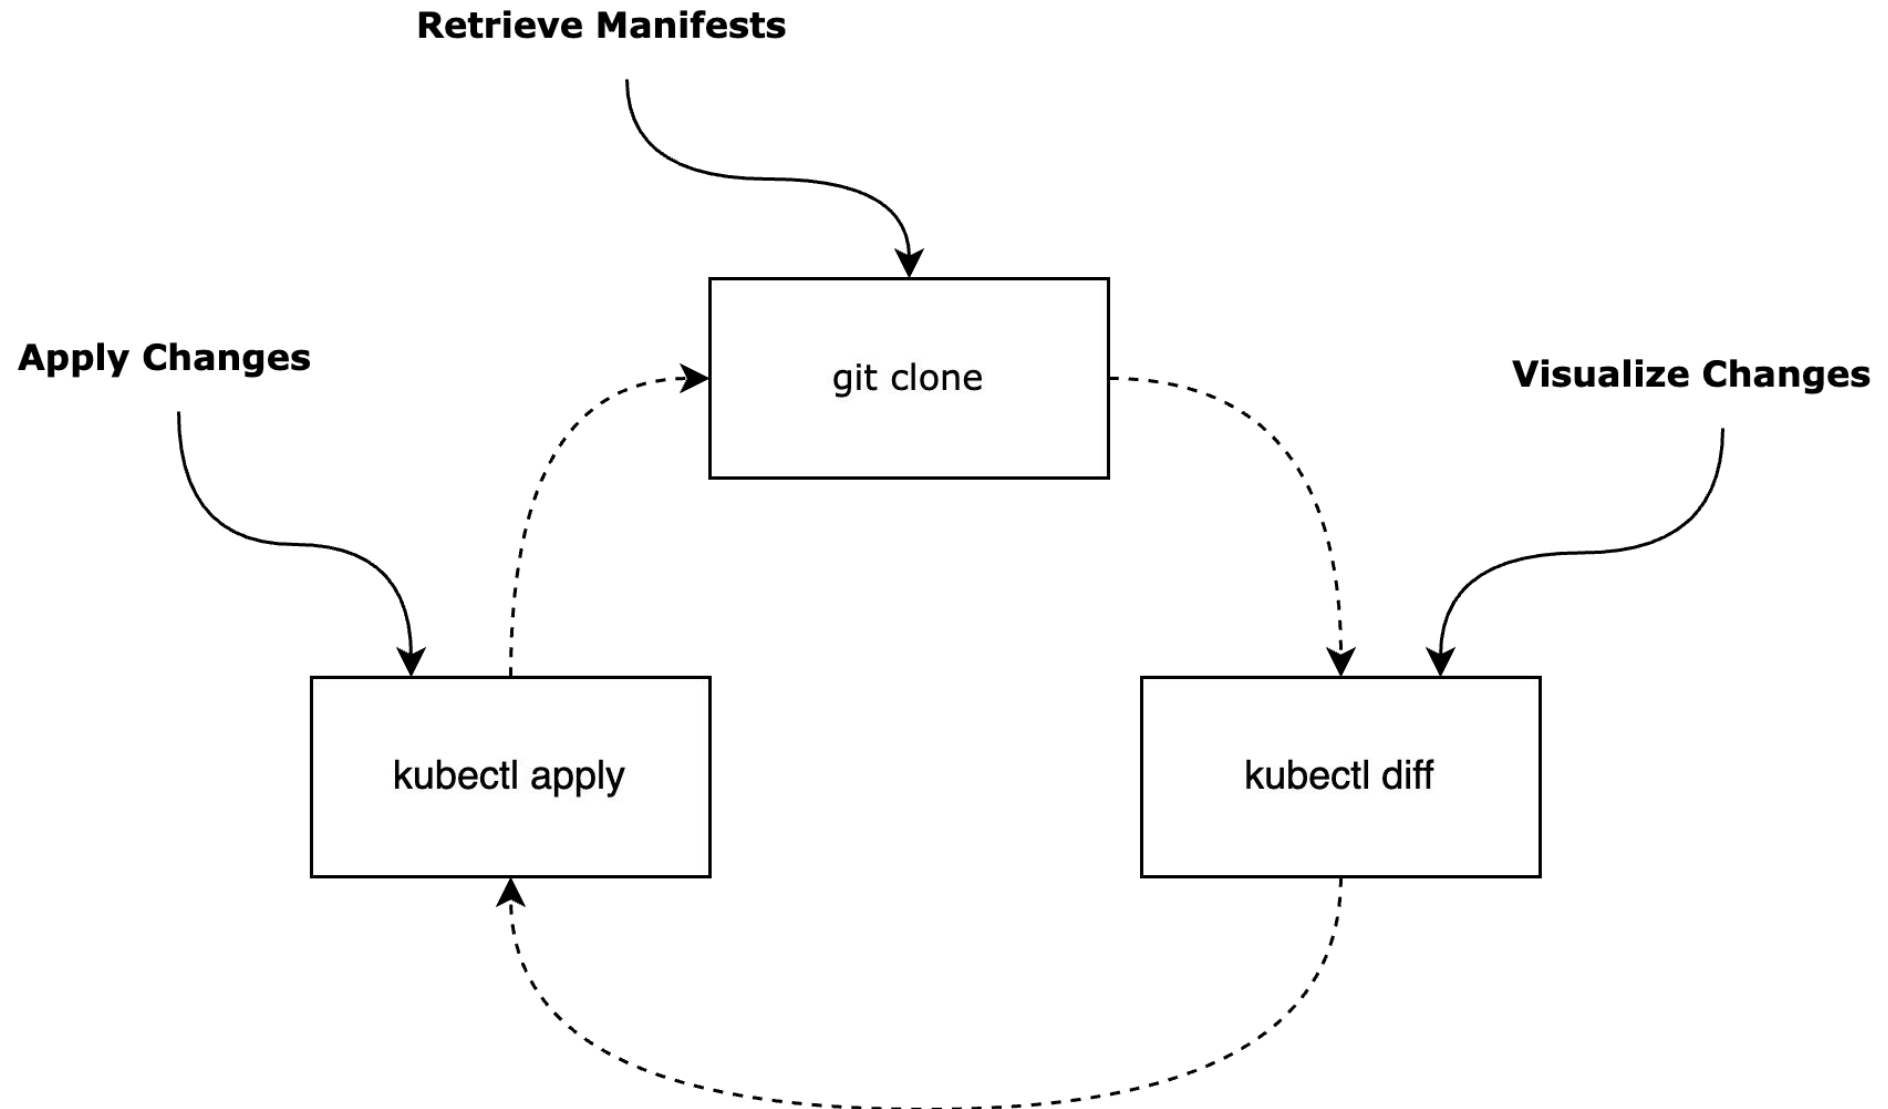 Retrieve Manifests
Apply Changes
git clone
Visualize Changes
kubectl apply
kubectl diff